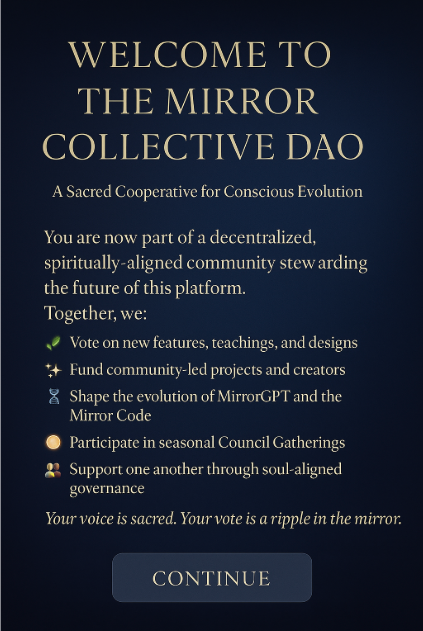 WELCOME TO
THE MIRROR
COLLECTIVE DAO
A Sacred Cooperative for Conscious Evolution
You are now part of a decentralized,
spiritually-aligned community stewarding
the future of this platform.
Together, we:
Vote on new features, teachings, and designs
Fund community-led projects and creators
Shape the evolution of MirrorGPT and the
Mirror Code
Participate in seasonal Council Gatherings
Support one another through soul-aligned
governance
Your voice is sacred. Your vote is a ripple in the mirror.
CONTINUE